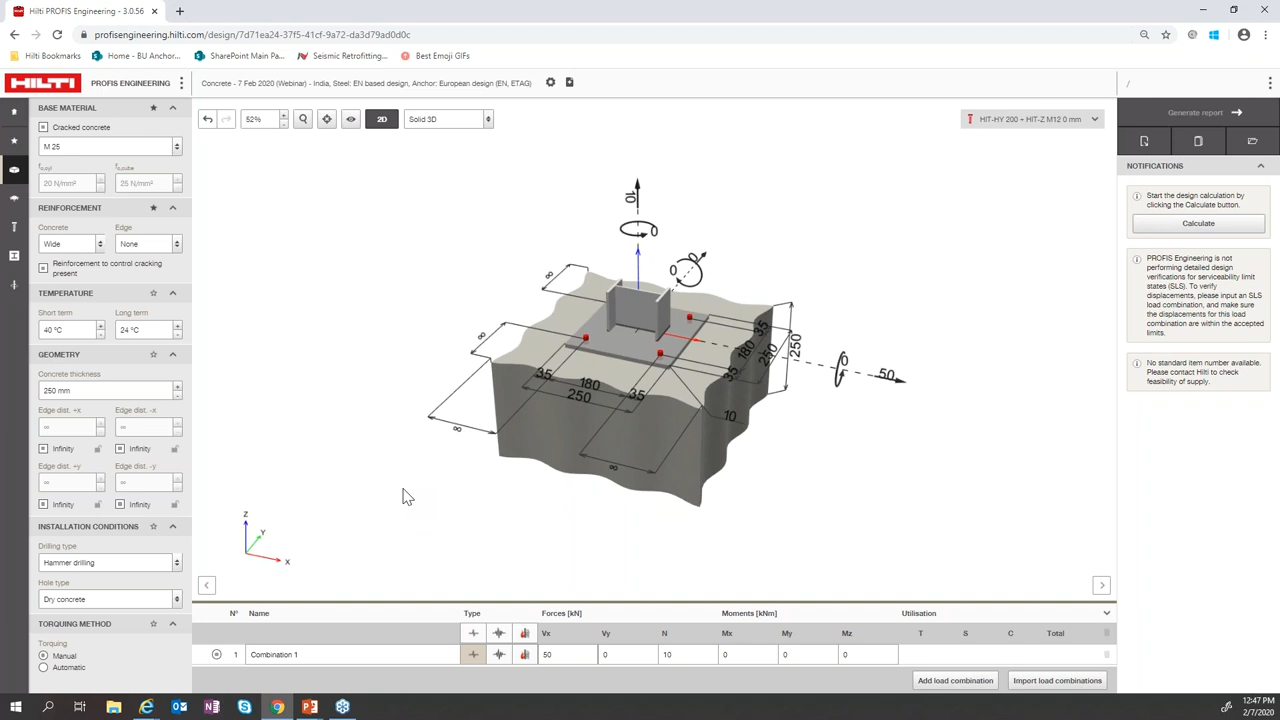 Hilti PROFIS Engineering - 3.0.56
profisengineering.hilti.com/design/7d71ea24-37f5-41cf-9a72-da3d79ad0d0c
Hilti Bookmarks
Home - BU Anchor...
SharePoint Main Pa...
Seismic Retrofitting...
Best Emoji GIFs
HILTI
PROFIS ENGINEERING
Concrete - 7 Feb 2020 (Webinar) - India, Steel: EN based design, Anchor: European design (EN, ETAG)
/
BASE MATERIAL
Cracked concrete
M 25
fc,cyl
fc,cube
20 N/mm²
25 N/mm²
REINFORCEMENT
Concrete
Edge
Wide
None
Reinforcement to control cracking
present
TEMPERATURE
Short term
Long term
40 °C
24 °C
GEOMETRY
Concrete thickness
250 mm
Edge dist. +x
Edge dist. -x
∞
∞
Infinity
Infinity
Edge dist. +y
Edge dist. -y
∞
∞
Infinity
Infinity
INSTALLATION CONDITIONS
Drilling type
Hammer drilling
Hole type
Dry concrete
TORQUING METHOD
Torquing
Manual
Automatic
52%
2D
Solid 3D
HIT-HY 200 + HIT-Z M12 0 mm
10
0
0
0
∞
∞
35
180
250
250
35
0
50
35
180
250
35
10
∞
∞
Z
Y
X
Generate report
NOTIFICATIONS
Start the design calculation by
clicking the Calculate button.
Calculate
PROFIS Engineering is not
performing detailed design
verifications for serviceability limit
states (SLS). To verify
displacements, please input an SLS
load combination, and make sure
the displacements for this load
combination are within the accepted
limits.
No standard item number available.
Please contact Hilti to check
feasibility of supply.
N°
Name
Type
Forces [kN]
Moments [kNm]
Utilisation
Vx
Vy
N
Mx
My
Mz
T
S
C
Total
1
Combination 1
50
0
10
0
0
0
Add load combination
Import load combinations
12:47 PM
2/7/2020